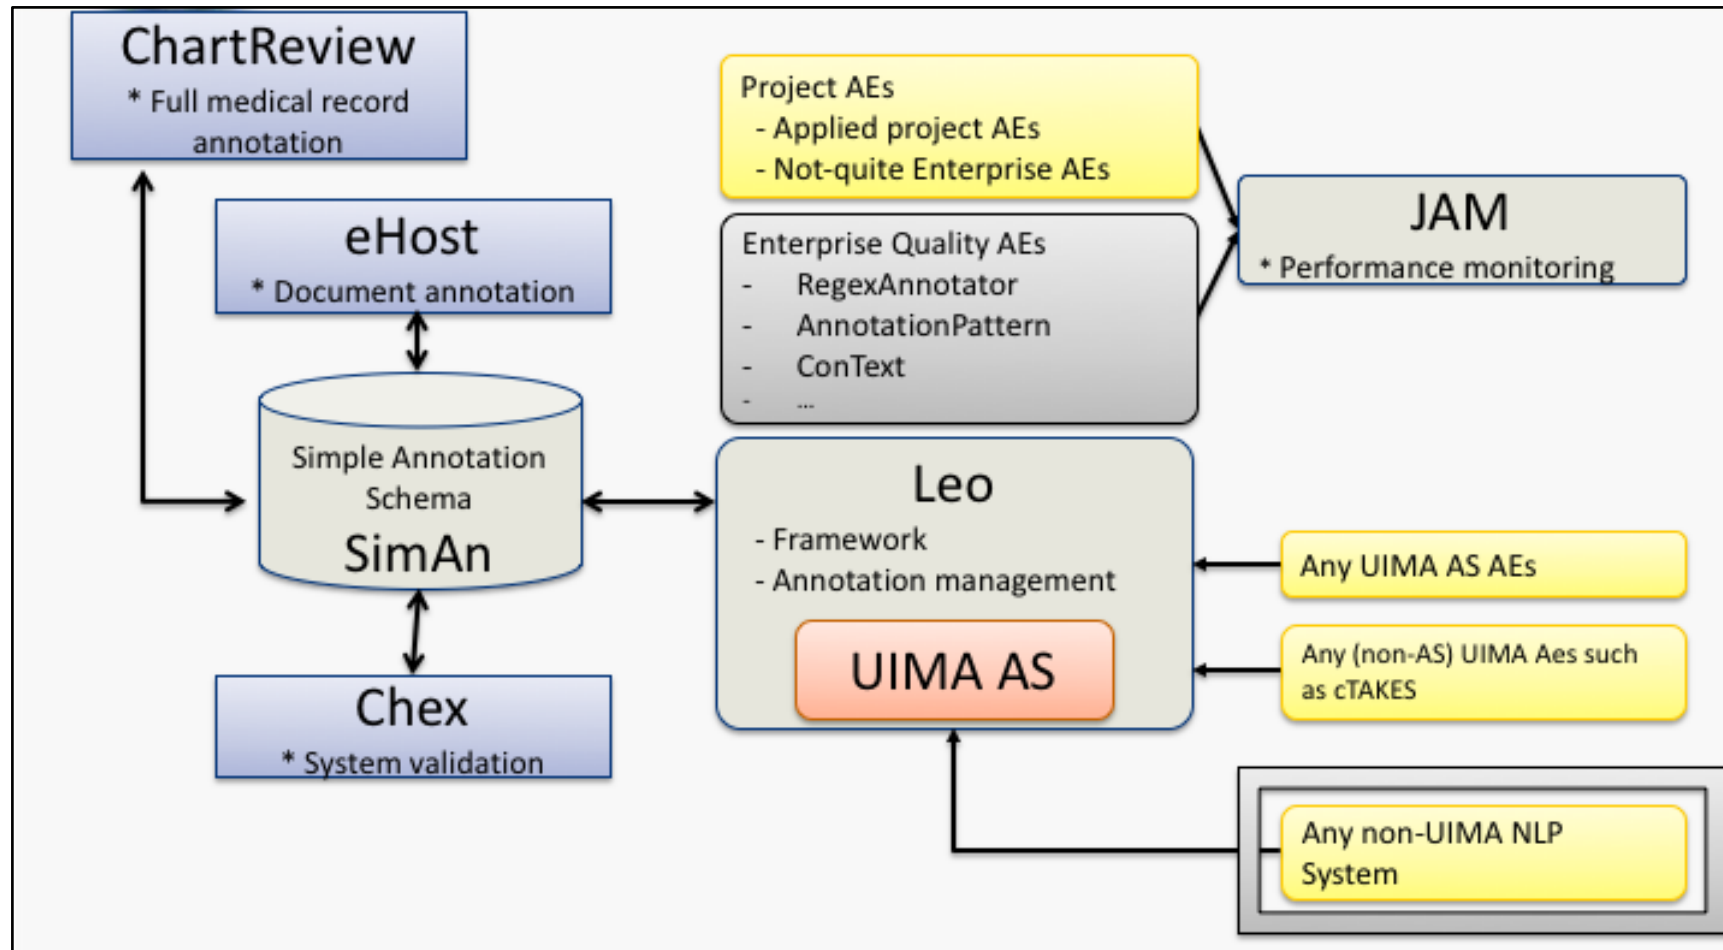 ChartReview
* Full medical record
annotation
eHost
* Document annotation
Simple Annotation
Schema
SimAn
Chex
* System validation
Project AEs
- Applied project AEs
- Not-quite Enterprise AEs
Enterprise Quality AEs
- RegexAnnotator
- AnnotationPattern
- ConText
- ...
JAM
* Performance monitoring
Leo
- Framework
- Annotation management
UIMA AS
Any UIMA AS AEs
Any (non-AS) UIMA Aes such
as cTAKES
Any non-UIMA NLP
System